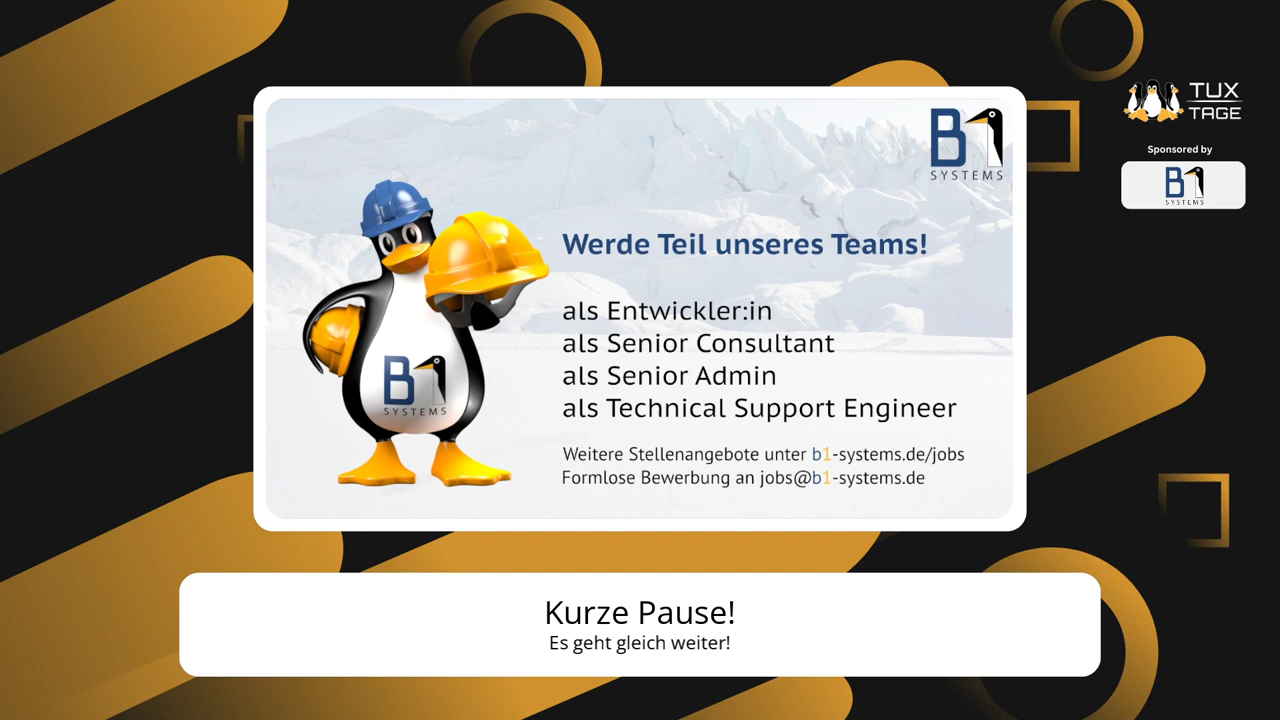 TUX
TAGE
Sponsored by
B1
SYSTEMS
B1
SYSTEMS
Werde Teil unseres Teams!
als Entwickler:in
als Senior Consultant
als Senior Admin
als Technical Support Engineer
B1
SYSTEMS
Weitere Stellenangebote unter b1-systems.de/jobs
Formlose Bewerbung an jobs@b1-systems.de
Kurze Pause!
Es geht gleich weiter!